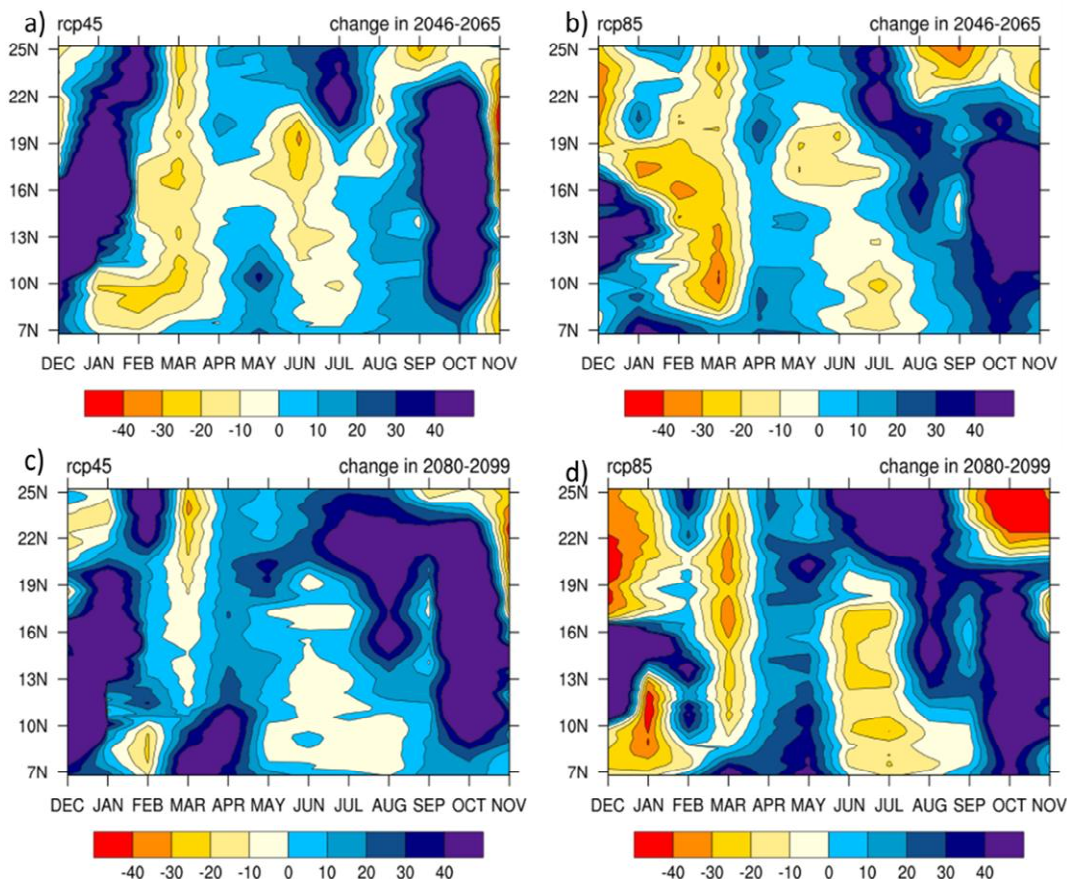 a) rcp45 change in 2046-2065
25N
22N
19N
16N
13N
10N
7N
DEC JAN FEB MAR APR MAY JUN JUL AUG SEP OCT NOV
-40 -30 -20 -10 0 10 20 30 40
b) rcp85 change in 2046-2065
25N
22N
19N
16N
13N
10N
7N
DEC JAN FEB MAR APR MAY JUN JUL AUG SEP OCT NOV
-40 -30 -20 -10 0 10 20 30 40
c) rcp45 change in 2080-2099
25N
22N
19N
16N
13N
10N
7N
DEC JAN FEB MAR APR MAY JUN JUL AUG SEP OCT NOV
-40 -30 -20 -10 0 10 20 30 40
d) rcp85 change in 2080-2099
25N
22N
19N
16N
13N
10N
7N
DEC JAN FEB MAR APR MAY JUN JUL AUG SEP OCT NOV
-40 -30 -20 -10 0 10 20 30 40